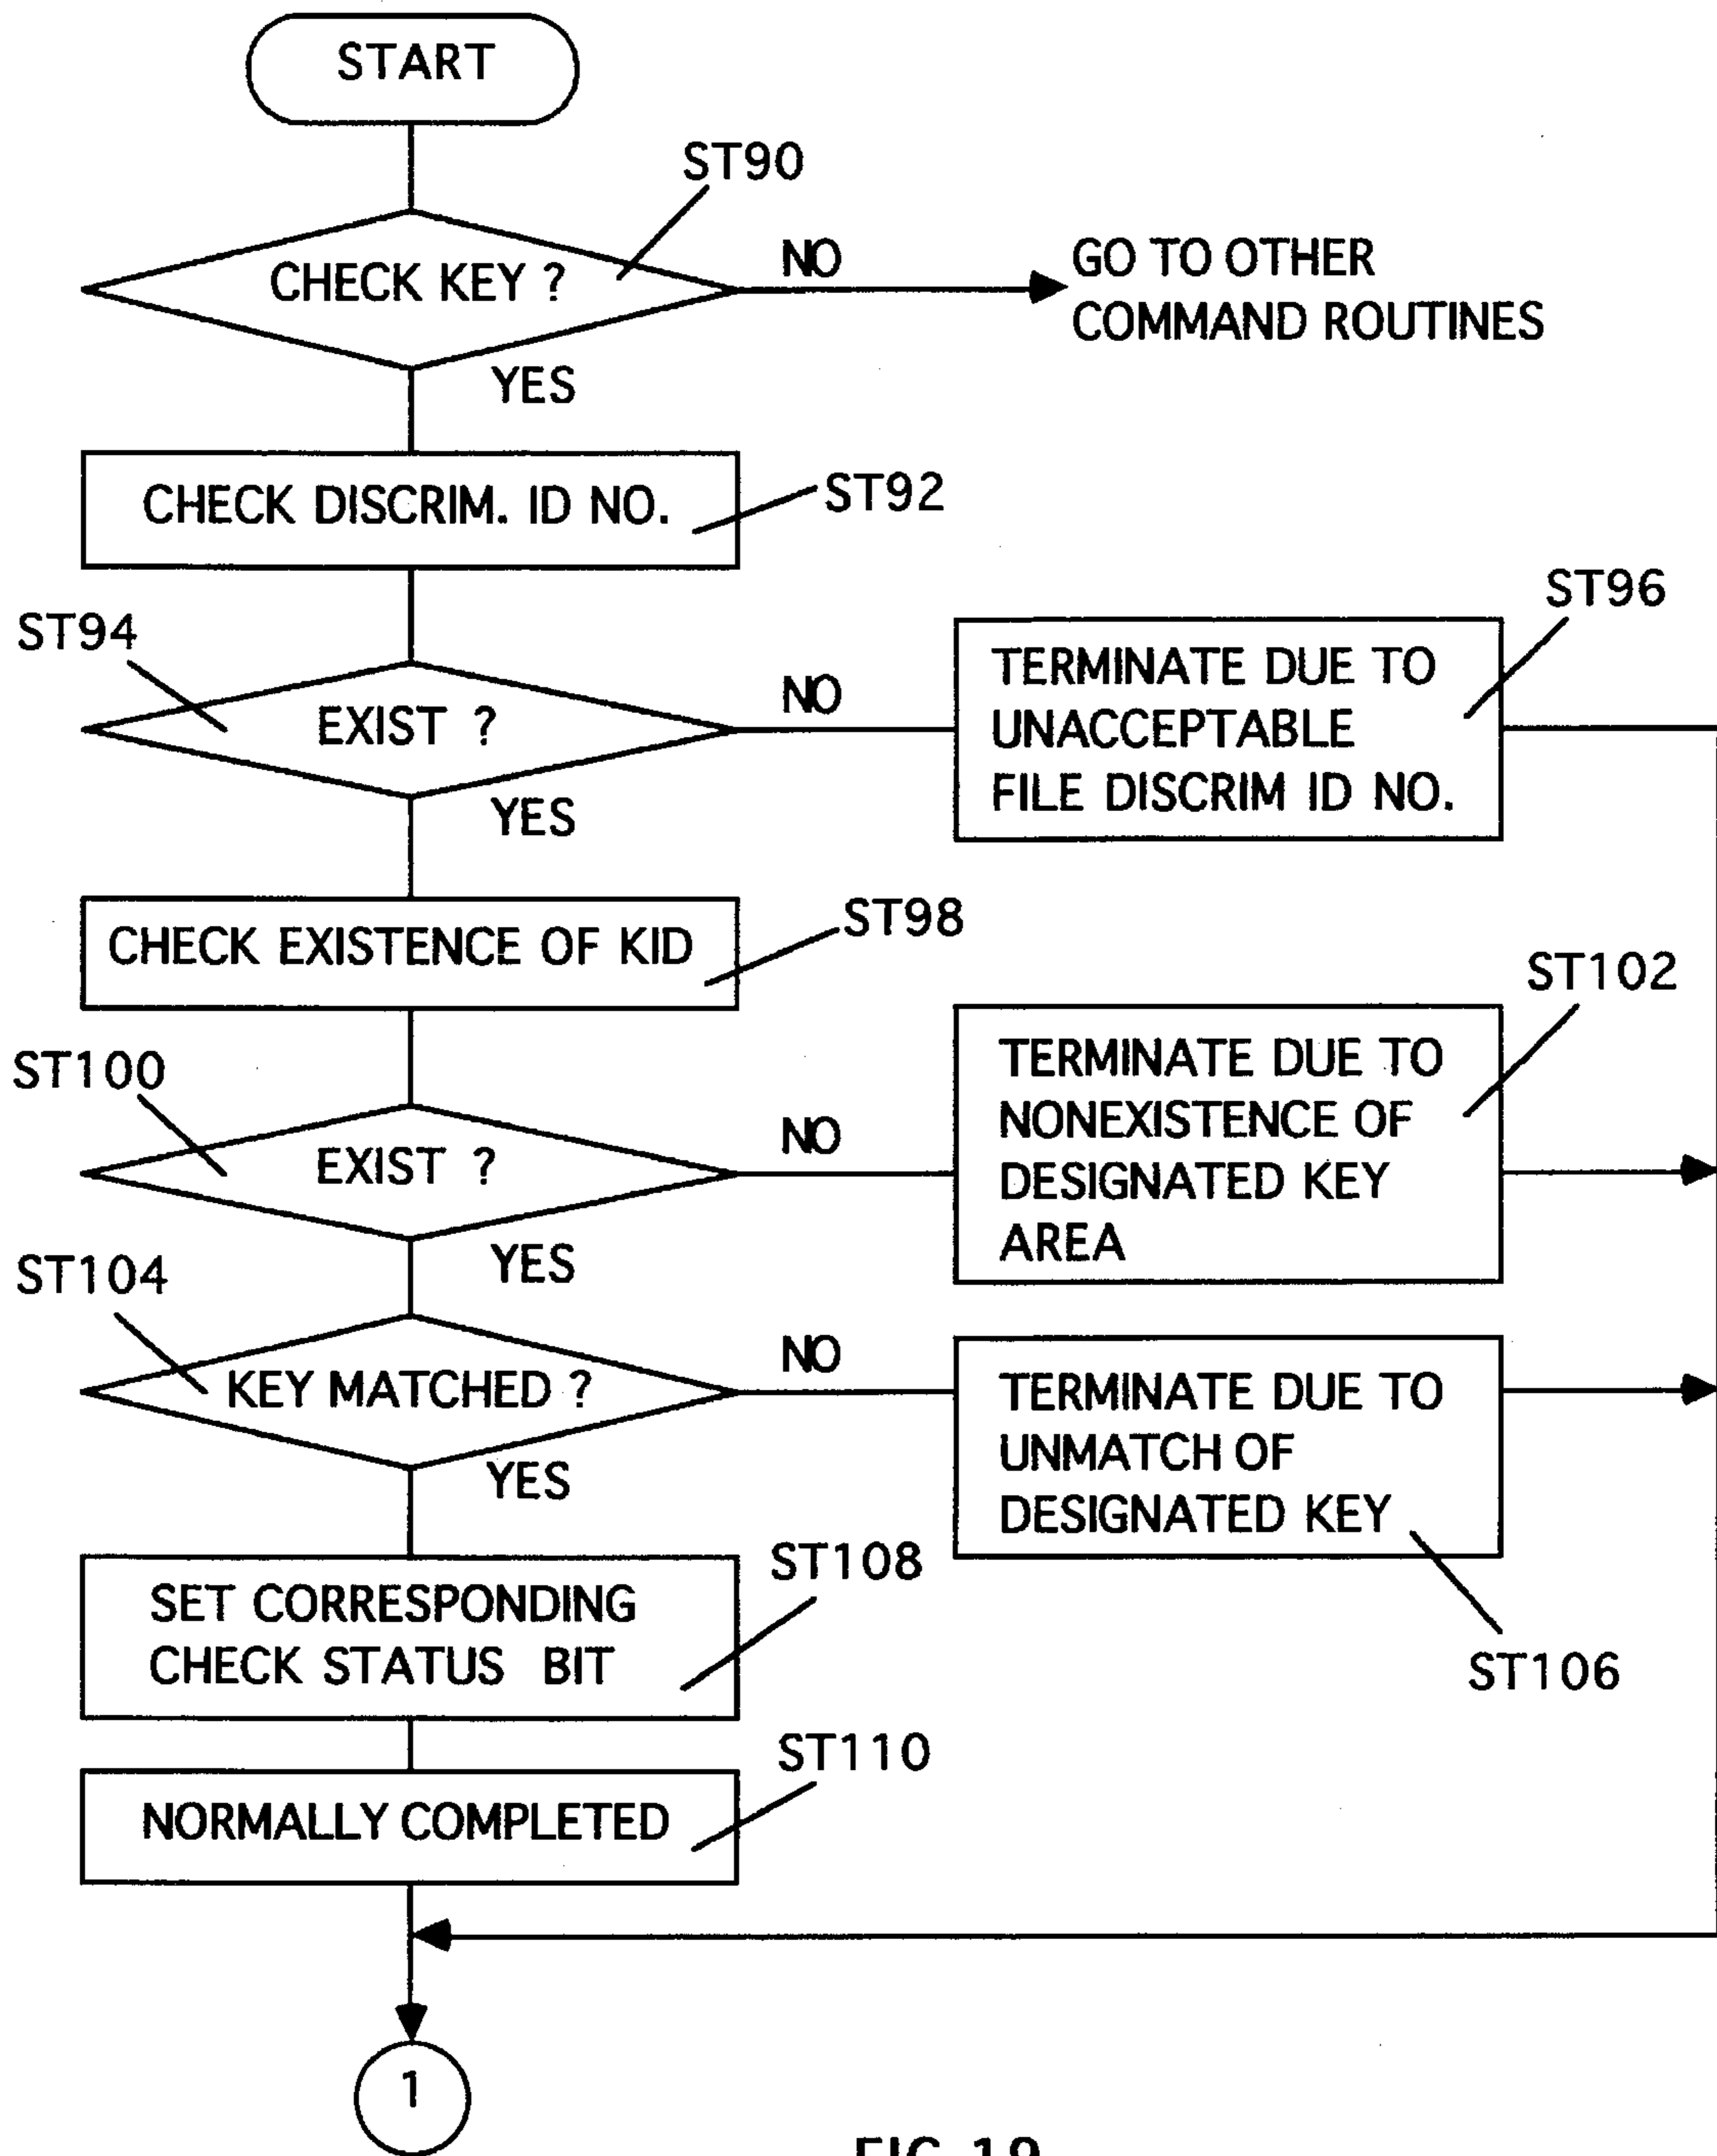 START
ST90
CHECK KEY ?
NO
GO TO OTHER
COMMAND ROUTINES
YES
CHECK DISCRIM. ID NO.
ST92
ST94
EXIST ?
NO
ST96
TERMINATE DUE TO
UNACCEPTABLE
FILE DISCRIM ID NO.
YES
CHECK EXISTENCE OF KID
ST98
ST100
EXIST ?
NO
ST102
TERMINATE DUE TO
NONEXISTENCE OF
DESIGNATED KEY
AREA
YES
ST104
KEY MATCHED ?
NO
TERMINATE DUE TO
UNMATCH OF
DESIGNATED KEY
ST106
YES
SET CORRESPONDING
CHECK STATUS BIT
ST108
NORMALLY COMPLETED
ST110
1